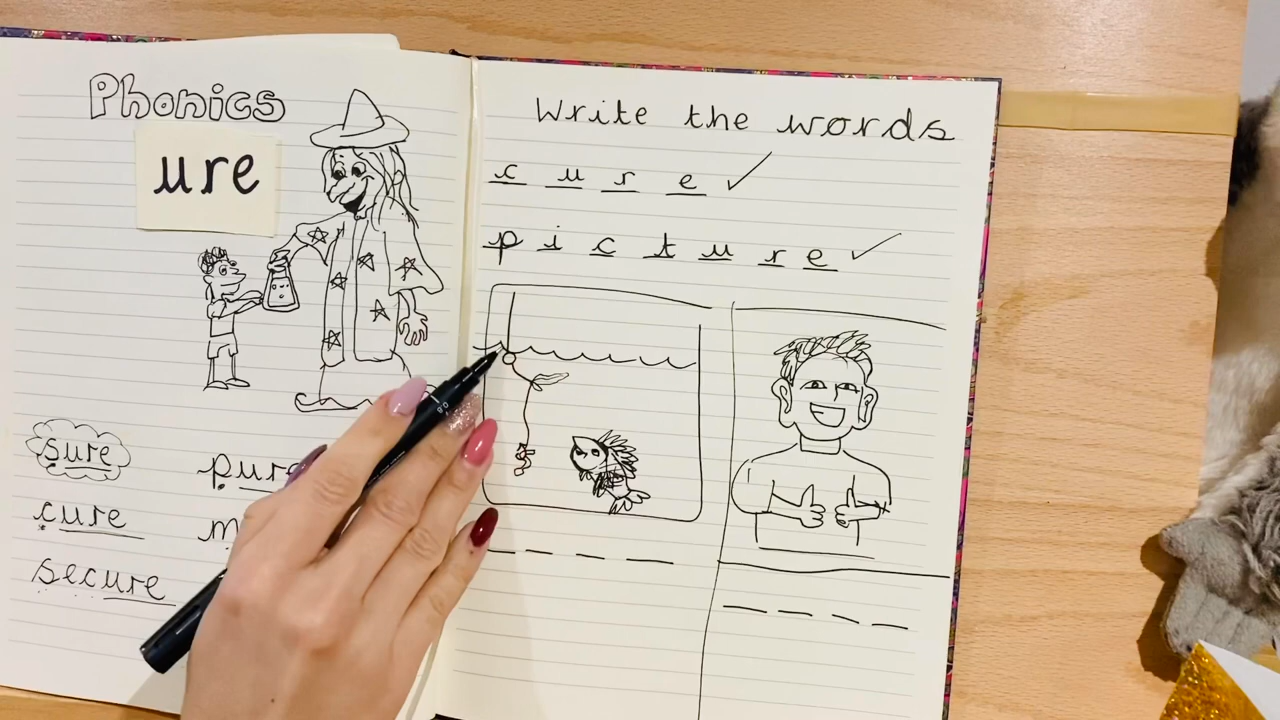 Phonics
ure
sure
cure
secure
Write the words
c u r e
p i c t u r e